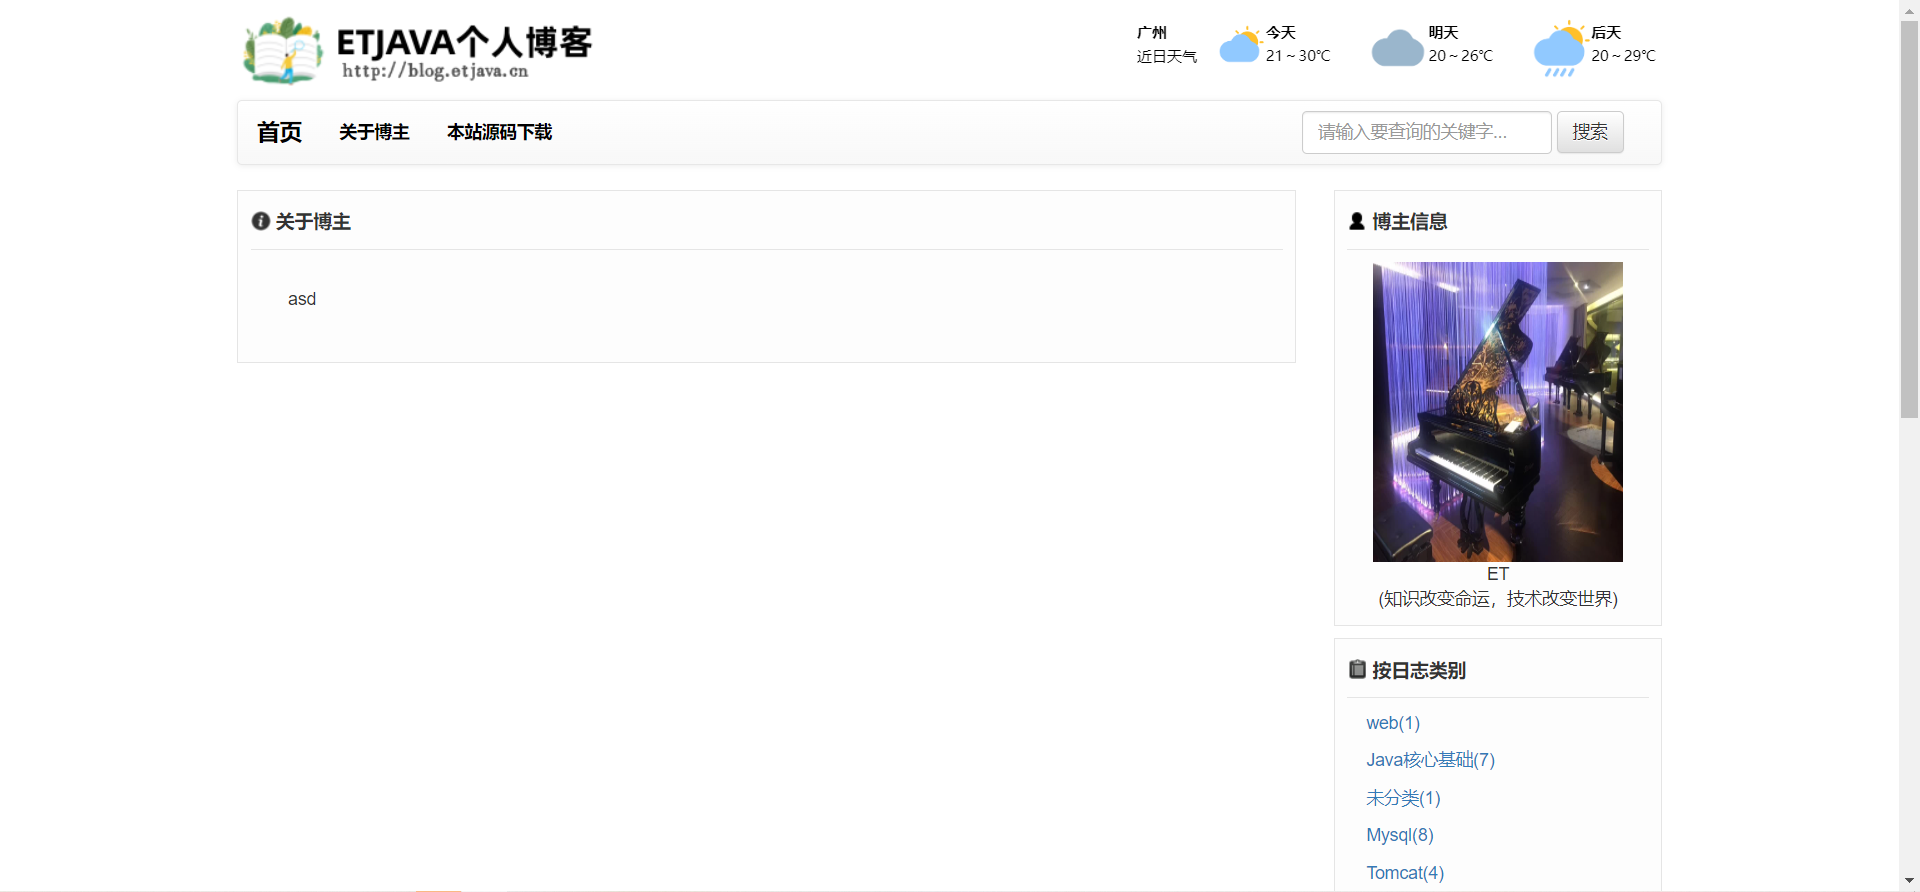 ETJAVA个人博客
http://blog.etjava.cn
广州
近日天气
今天
21～30℃
明天
20～26℃
后天
20～29℃
首页 关于博主 本站源码下载
请输入要查询的关键字... 搜索
关于博主
asd
博主信息
ET
(知识改变命运，技术改变世界)
按日志类别
web(1)
Java核心基础(7)
未分类(1)
Mysql(8)
Tomcat(4)